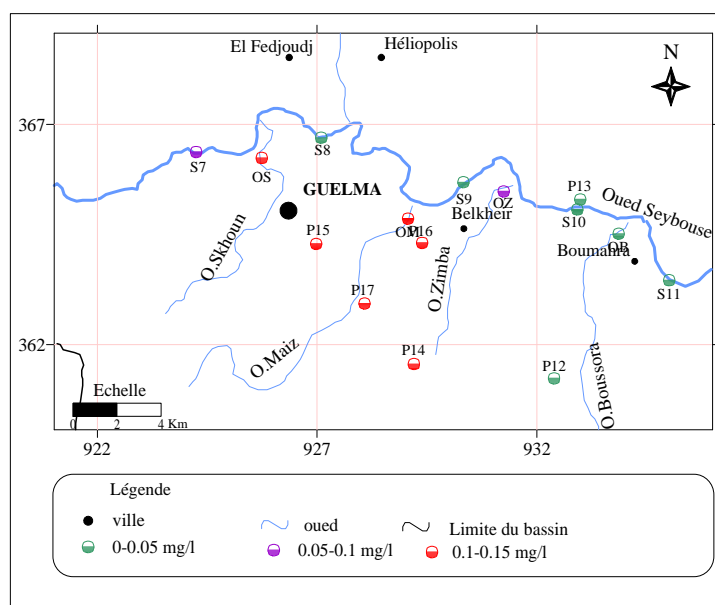 El Fedjoudj
Héliopolis
N
367
S7
S8
OS
GUELMA
S9
OZ
P13
Belkheir
S10
Oued Seybouse
P15
OM
P16
OB
Boumahra
O.Skhoun
O.Zimba
S11
P17
362
O.Maiz
P14
P12
O.Boussora
Echelle
0 2 4 Km
922 927 932
Légende
ville oued Limite du bassin
0-0.05 mg/l 0.05-0.1 mg/l 0.1-0.15 mg/l